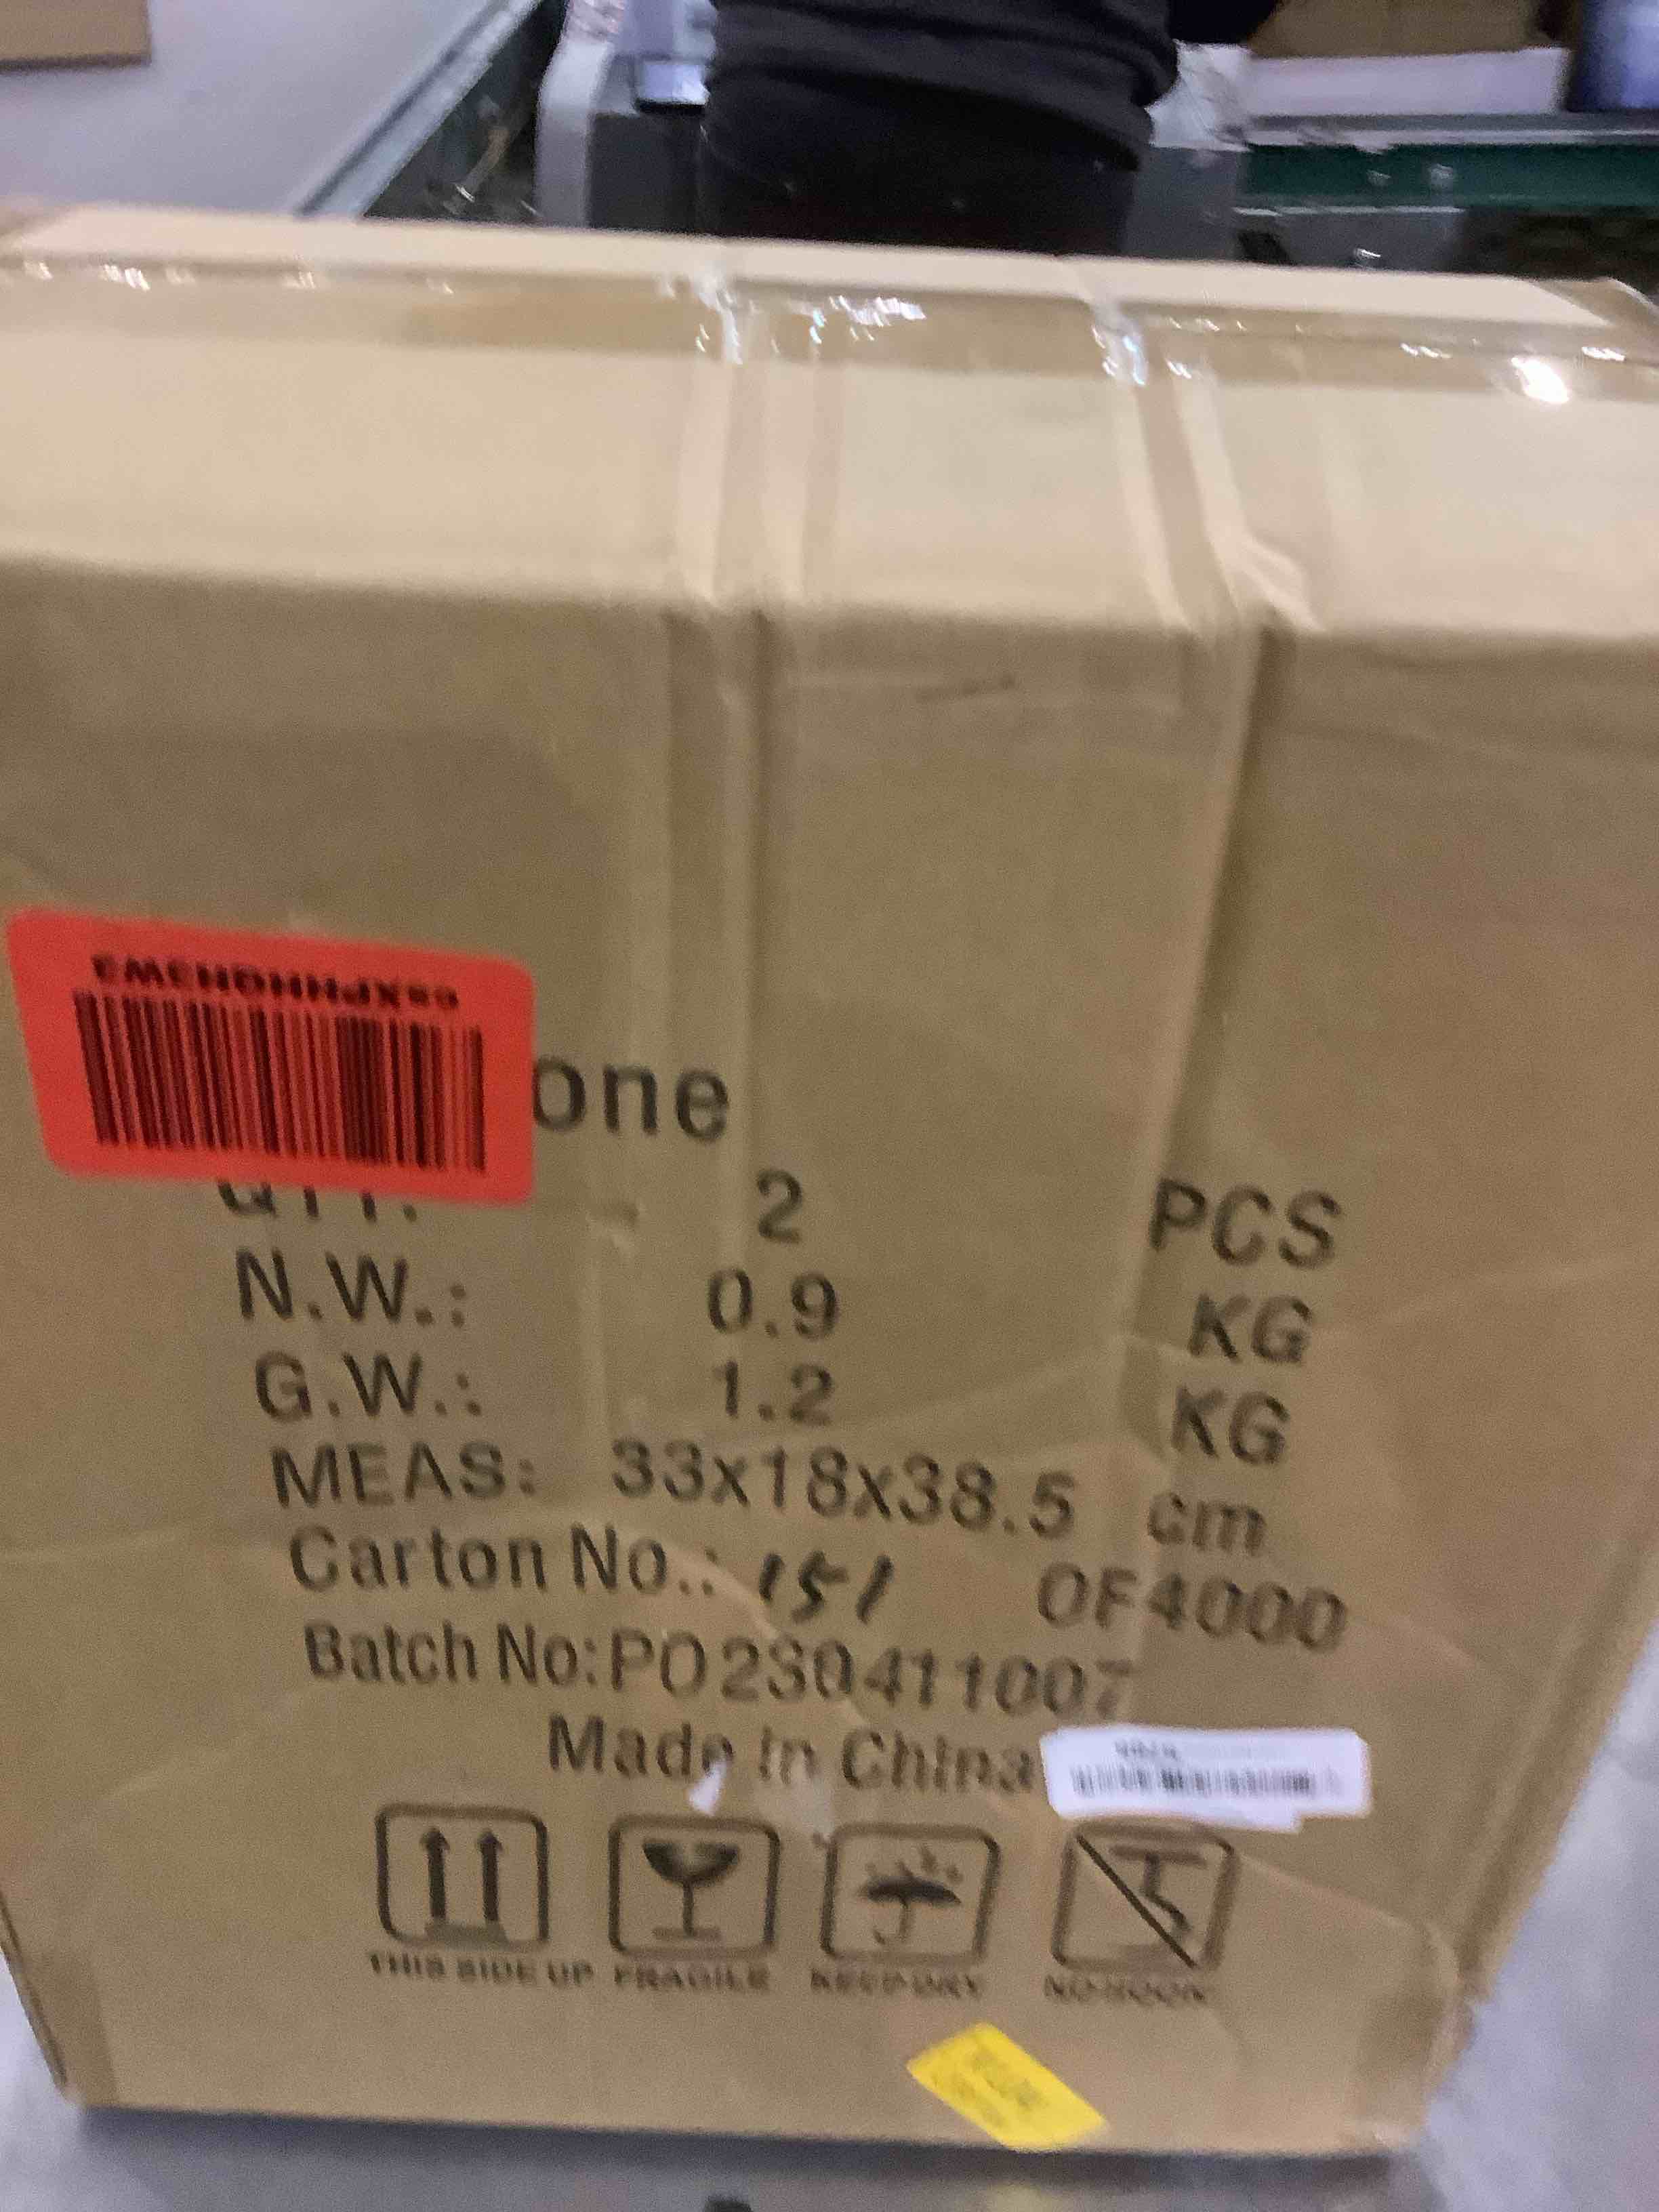 one
QTY: 2 PCS
N.W.: 0.9 KG
G.W.: 1.2 KG
MEAS: 33x18x38.5 cm
Carton No.: 151 OF4000
Batch No:PO230411007
Made in China
THIS SIDE UP FRAGILE KEEP DRY NO HOOK